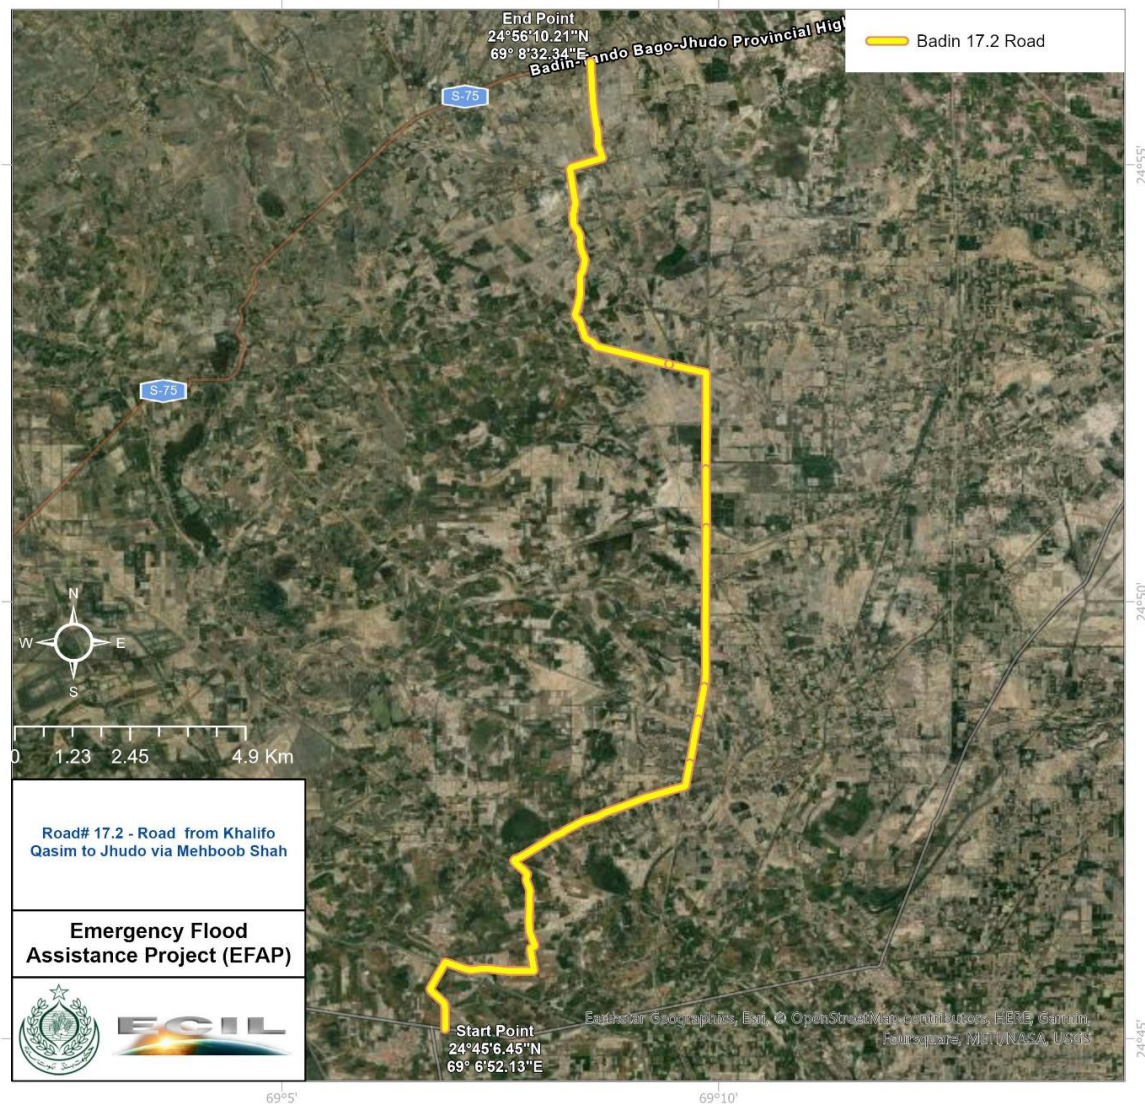 End Point
24°56'10.21"N
69° 8'32.34"E
Badin-Tando Bago-Jhudo Provincial High
Badin 17.2 Road
S-75
24°55'
S-75
24°50'
N
W E
S
0 1.23 2.45 4.9 Km
Road# 17.2 - Road from Khalifo
Qasim to Jhudo via Mehboob Shah
Emergency Flood
Assistance Project (EFAP)
ECIL
Start Point
24°45'6.45"N
69° 6'52.13"E
Earthstar Geographics, Esri, © OpenStreetMap contributors, HERE, Garmin,
Foursquare, METI/NASA, USGS
24°45'
69°5' 69°10'